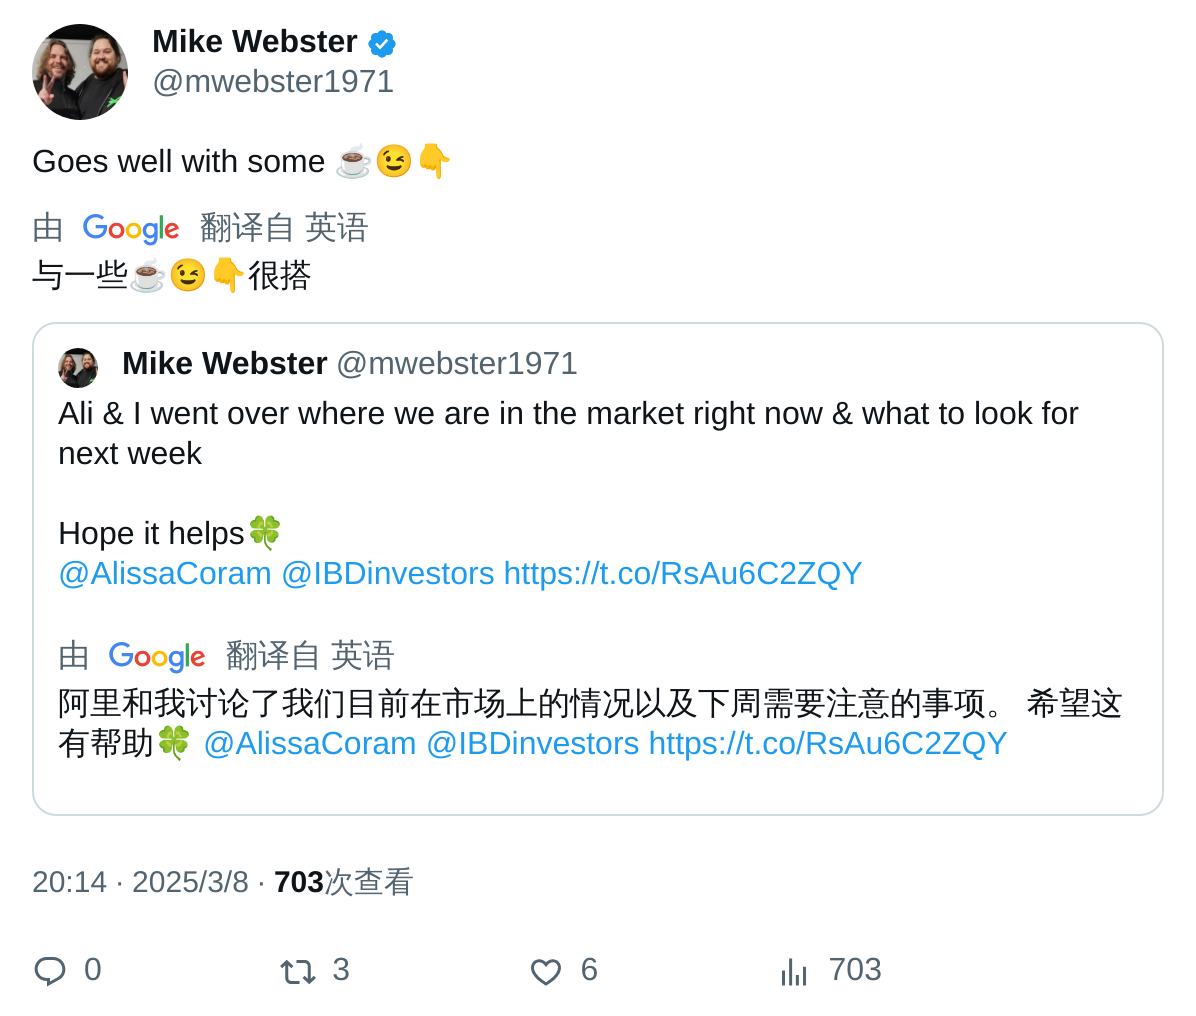 Mike Webster
@mwebster1971
Goes well with some ☕😉👇
由 Google 翻译自 英语
与一些☕😉👇很搭
Mike Webster @mwebster1971
Ali & I went over where we are in the market right now & what to look for
next week
Hope it helps🍀
@AlissaCoram @IBDinvestors https://t.co/RsAu6C2ZQY
由 Google 翻译自 英语
阿里和我讨论了我们目前在市场上的情况以及下周需要注意的事项。 希望这
有帮助🍀 @AlissaCoram @IBDinvestors https://t.co/RsAu6C2ZQY
20:14 · 2025/3/8 · 703次查看
0 3 6 703